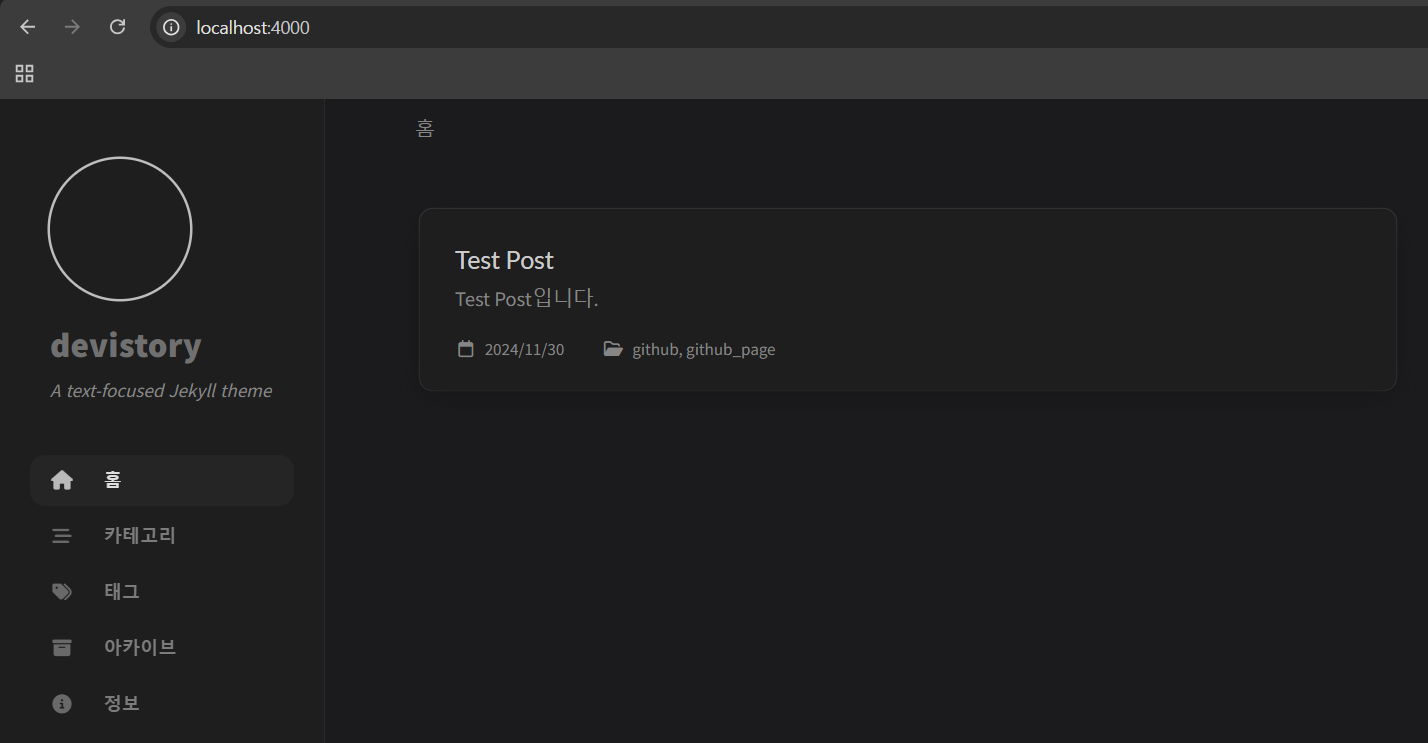 localhost:4000
devistory
A text-focused Jekyll theme
홈
카테고리
태그
아카이브
정보
홈
Test Post
Test Post입니다.
2024/11/30 github, github_page